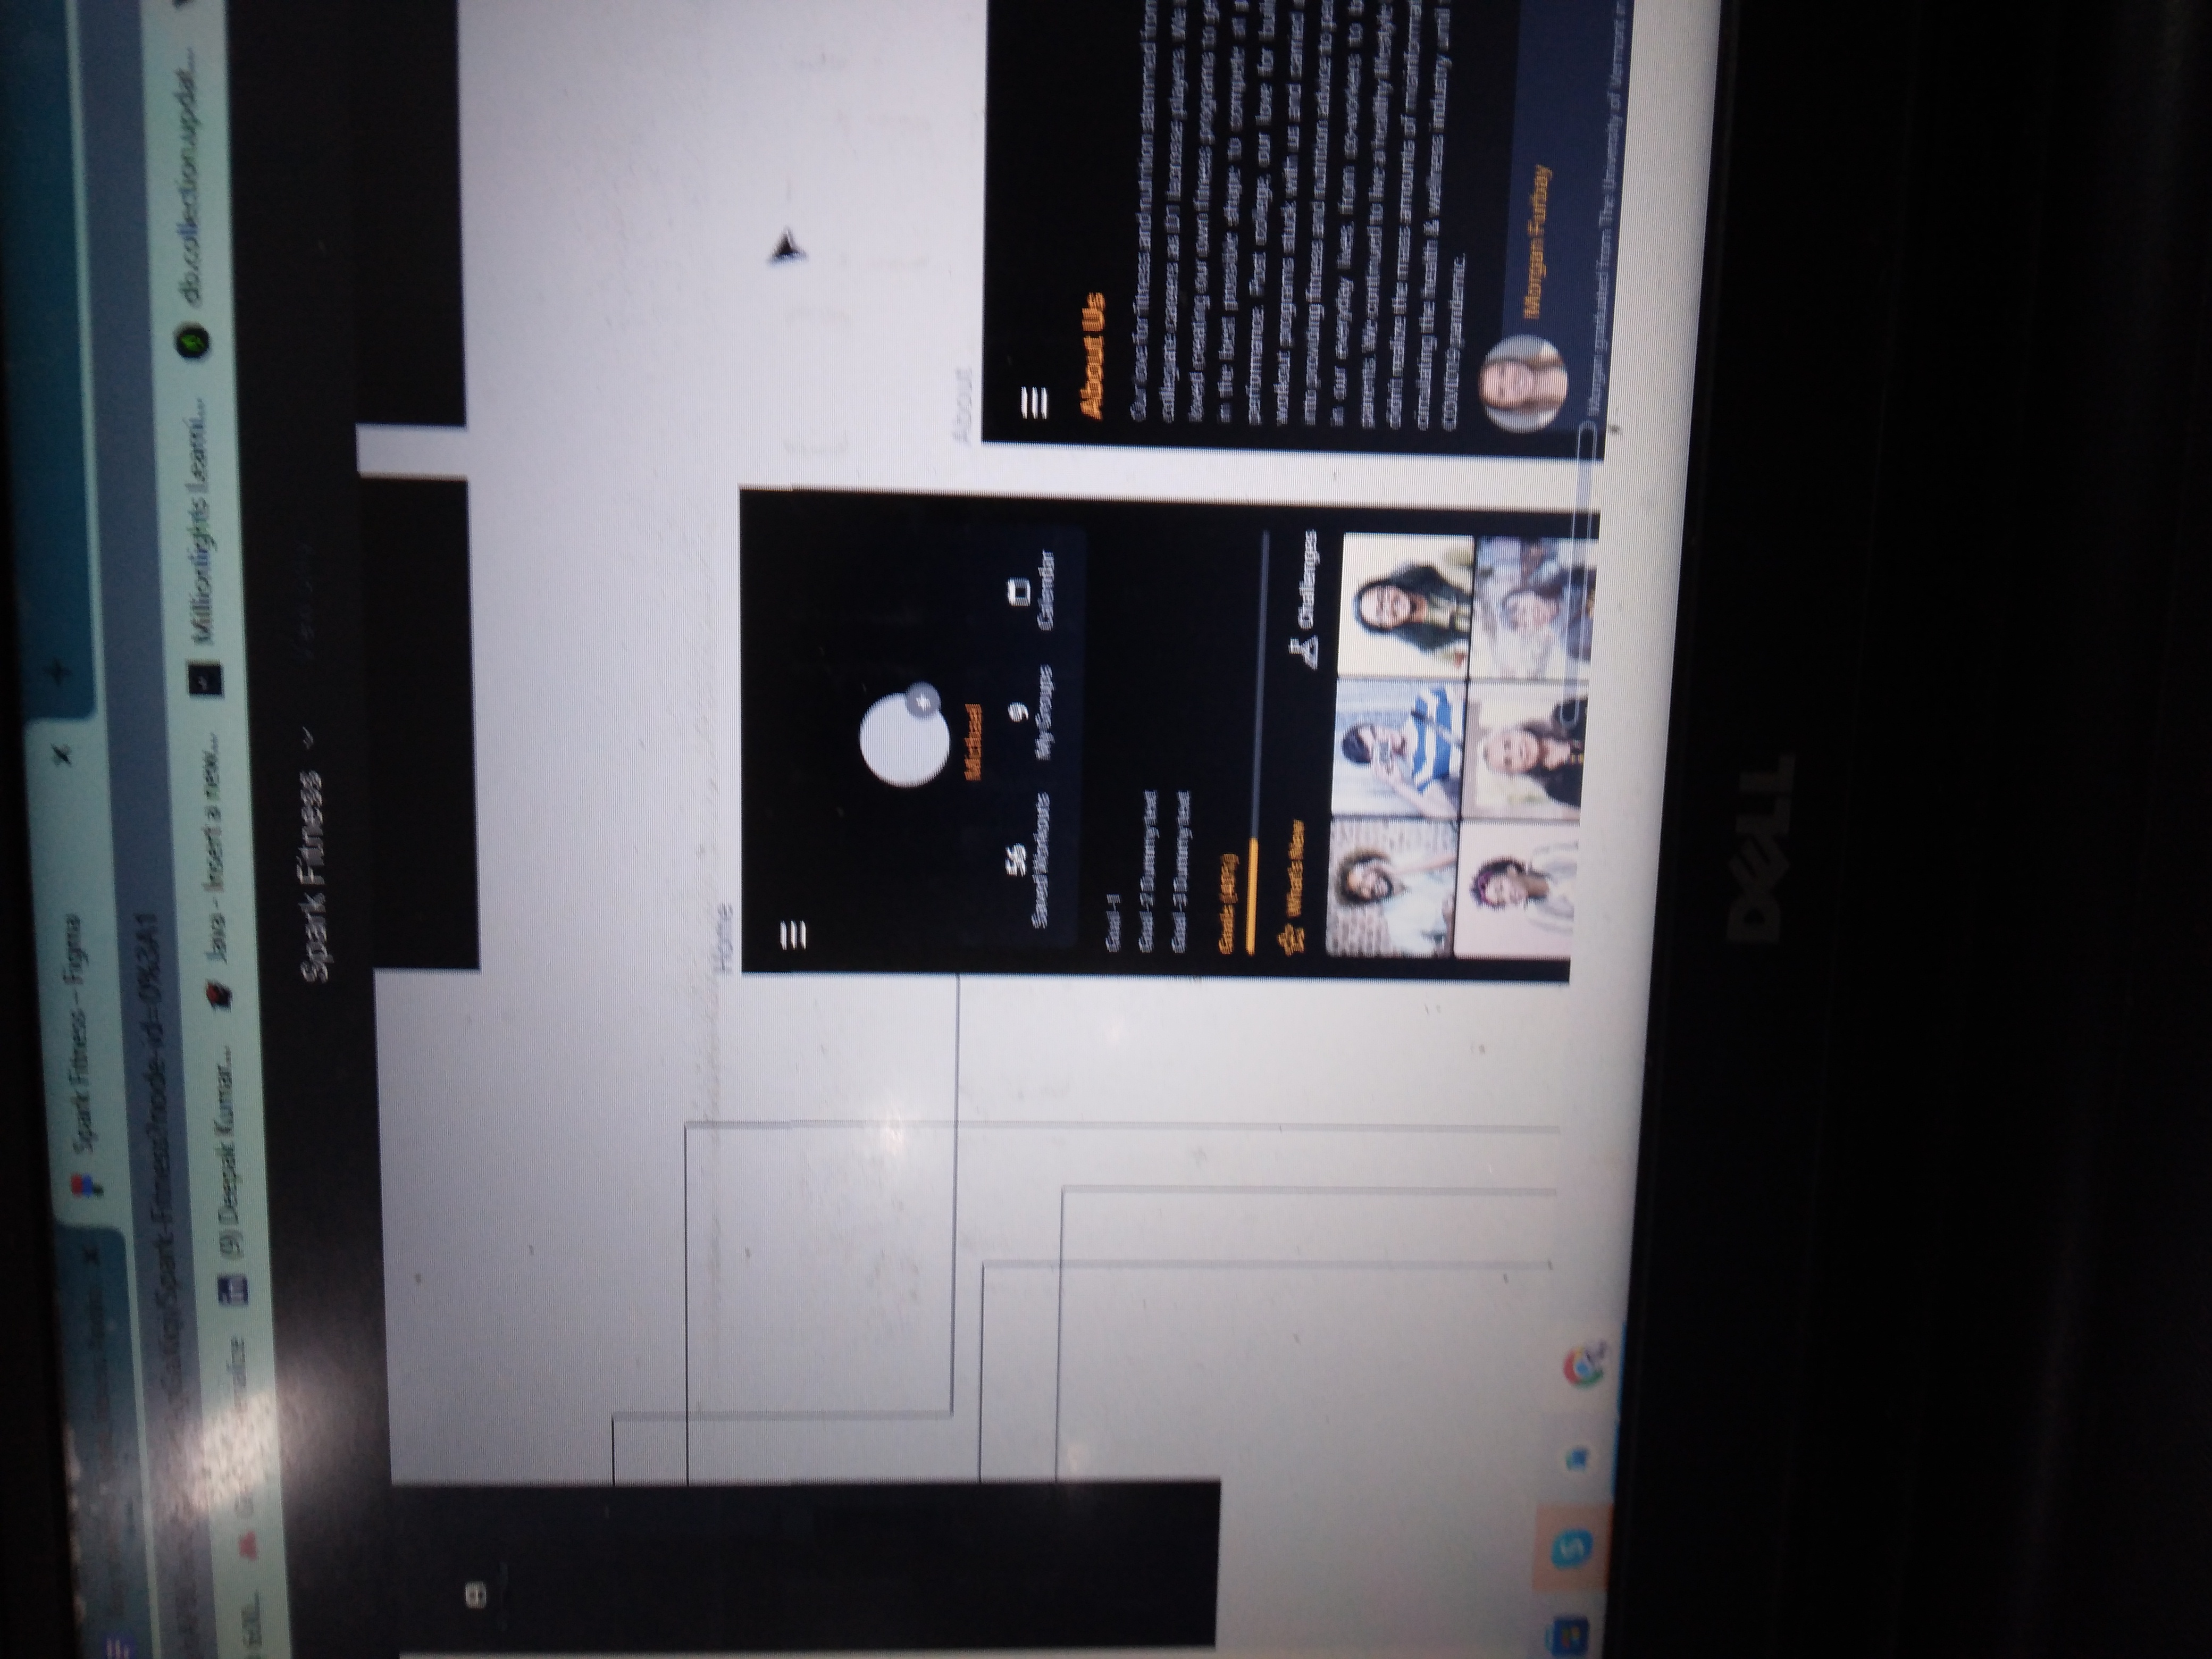 Spark Fitness – Figma
Spark-Fitness?node-id=0%3A1
(9) Deepak Kumar...
Java - Insert a new...
Millionlights Learni...
db.collection.updat...
Spark Fitness
Home
Michael
56
9
Saved Workouts
My Groups
Calendar
Goal -1
Goal -2 Dummy text
Goal -3 Dummy text
Goals (40%)
What's New
Challenges
About
About Us
Our love for fitness and nutrition stemmed from
collegiate careers as D1 lacrosse players. We
loved creating our own fitness programs to
in the best possible shape to compete at
performance. Post college, our love for
workout programs stuck with us and carried
into providing fitness and nutrition advice to
in our everyday lives, from co-workers to
parents. We continued to live a healthy lifestyle
didn't realize the mass amounts of
circulating the health & wellness industry until
COVID19 pandemic.
Morgan Furbay
Morgan graduated from The University of Vermont
DELL